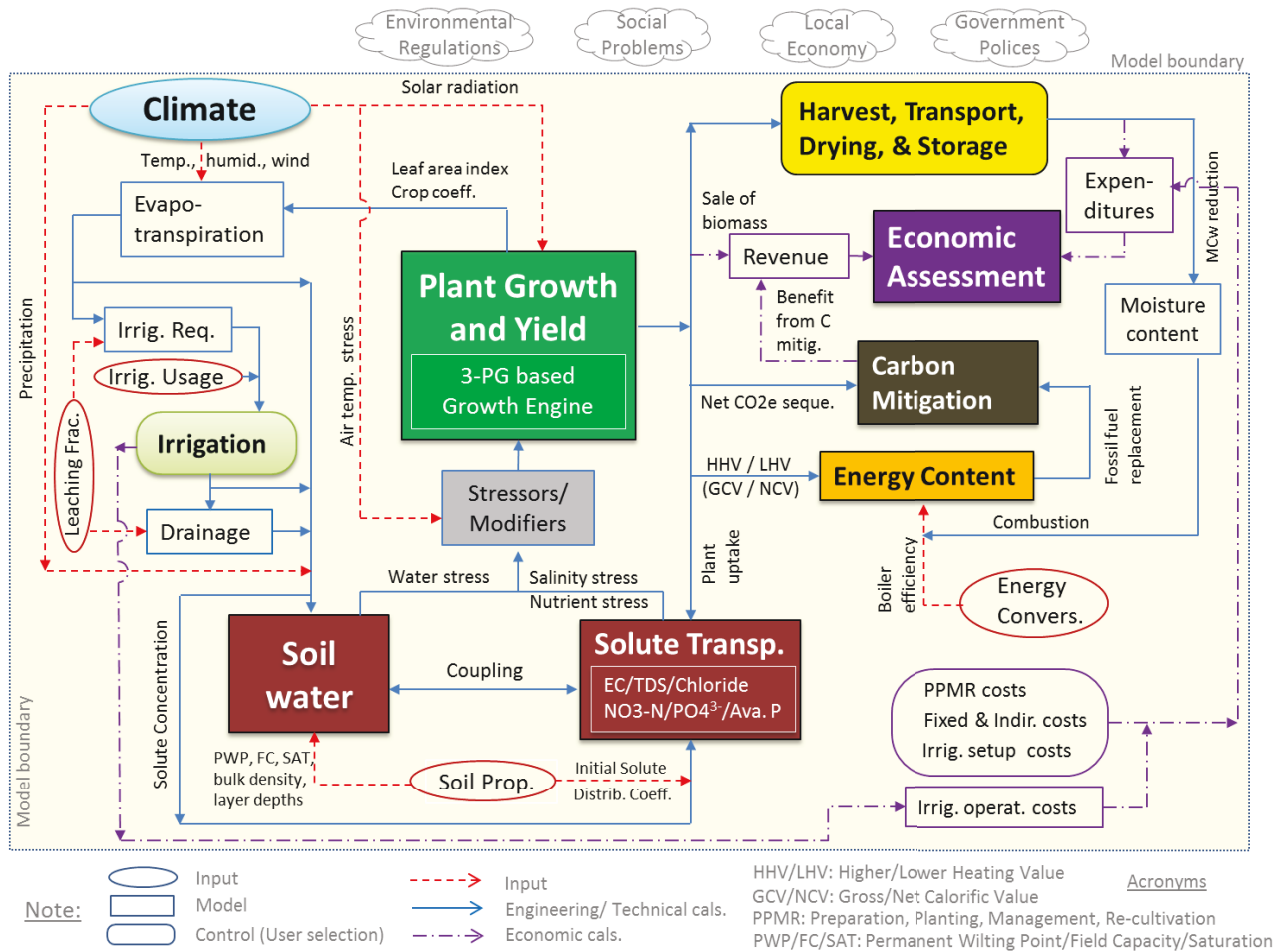 Environmental
Regulations
Social
Problems
Local
Economy
Government
Polices
Model boundary
Climate
Solar radiation
Temp., humid., wind
Leaf area index
Crop coeff.
Evapo-
transpiration
Precipitation
Irrig. Req.
Irrig. Usage
Leaching Frac.
Irrigation
Drainage
Air temp. stress
Plant Growth
and Yield
3-PG based
Growth Engine
Stressors/
Modifiers
Water stress
Salinity stress
Nutrient stress
Harvest, Transport,
Drying, & Storage
Sale of
biomass
Revenue
Expen-
ditures
Economic
Assessment
MCw reduction
Moisture
content
Benefit
from C
mitig.
Carbon
Mitigation
Net CO2e seque.
HHV / LHV
(GCV / NCV)
Energy Content
Fossil fuel
replacement
Combustion
Plant
uptake
Boiler
efficiency
Energy
Convers.
Soil
water
Coupling
Solute Transp.
EC/TDS/Chloride
NO3-N/PO4³⁻/Ava. P
Solute Concentration
PWP, FC, SAT,
bulk density,
layer depths
Soil Prop.
Initial Solute
Distrib. Coeff.
PPMR costs
Fixed & Indir. costs
Irrig. setup costs
Irrig. operat. costs
Model boundary
Note:
Input
Model
Control (User selection)
Input
Engineering/ Technical cals.
Economic cals.
Acronyms
HHV/LHV: Higher/Lower Heating Value
GCV/NCV: Gross/Net Calorific Value
PPMR: Preparation, Planting, Management, Re-cultivation
PWP/FC/SAT: Permanent Wilting Point/Field Capacity/Saturation